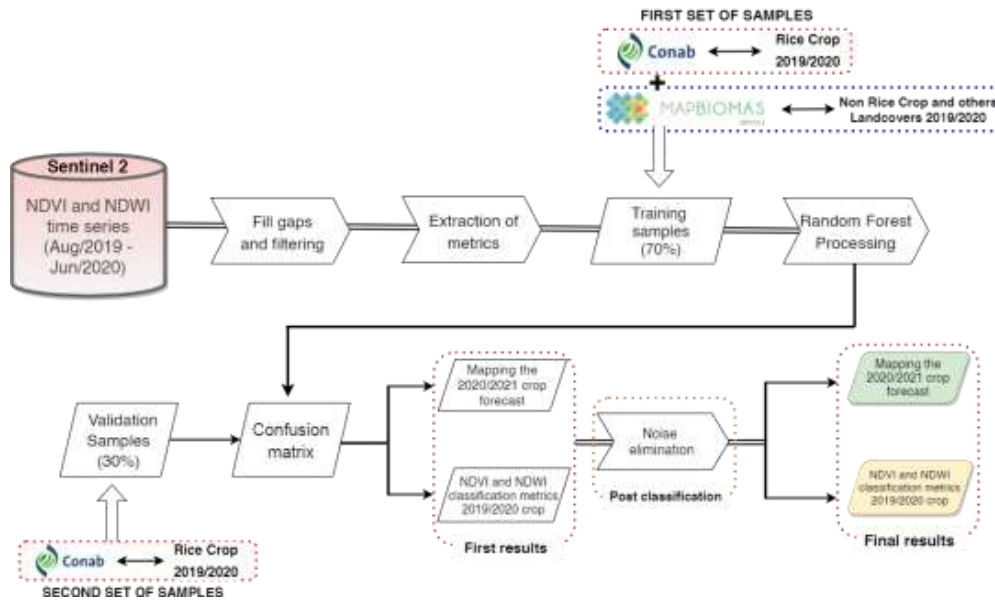 FIRST SET OF SAMPLES
Conab
Rice Crop
2019/2020
+
MAPBIOMAS
Non Rice Crop and others
Landcovers 2019/2020
Sentinel 2
NDVI and NDWI
time series
(Aug/2019 -
Jun/2020)
Fill gaps
and filtering
Extraction of
metrics
Training
samples
(70%)
Random Forest
Processing
Validation
Samples
(30%)
Confusion
matrix
Mapping the
2020/2021 crop
forecast
NDVI and NDWI
classification metrics
2019/2020 crop
First results
Noise
elimination
Post classification
Mapping the
2020/2021 crop
forecast
NDVI and NDWI
classification metrics
2019/2020 crop
Final results
Conab
Rice Crop
2019/2020
SECOND SET OF SAMPLES